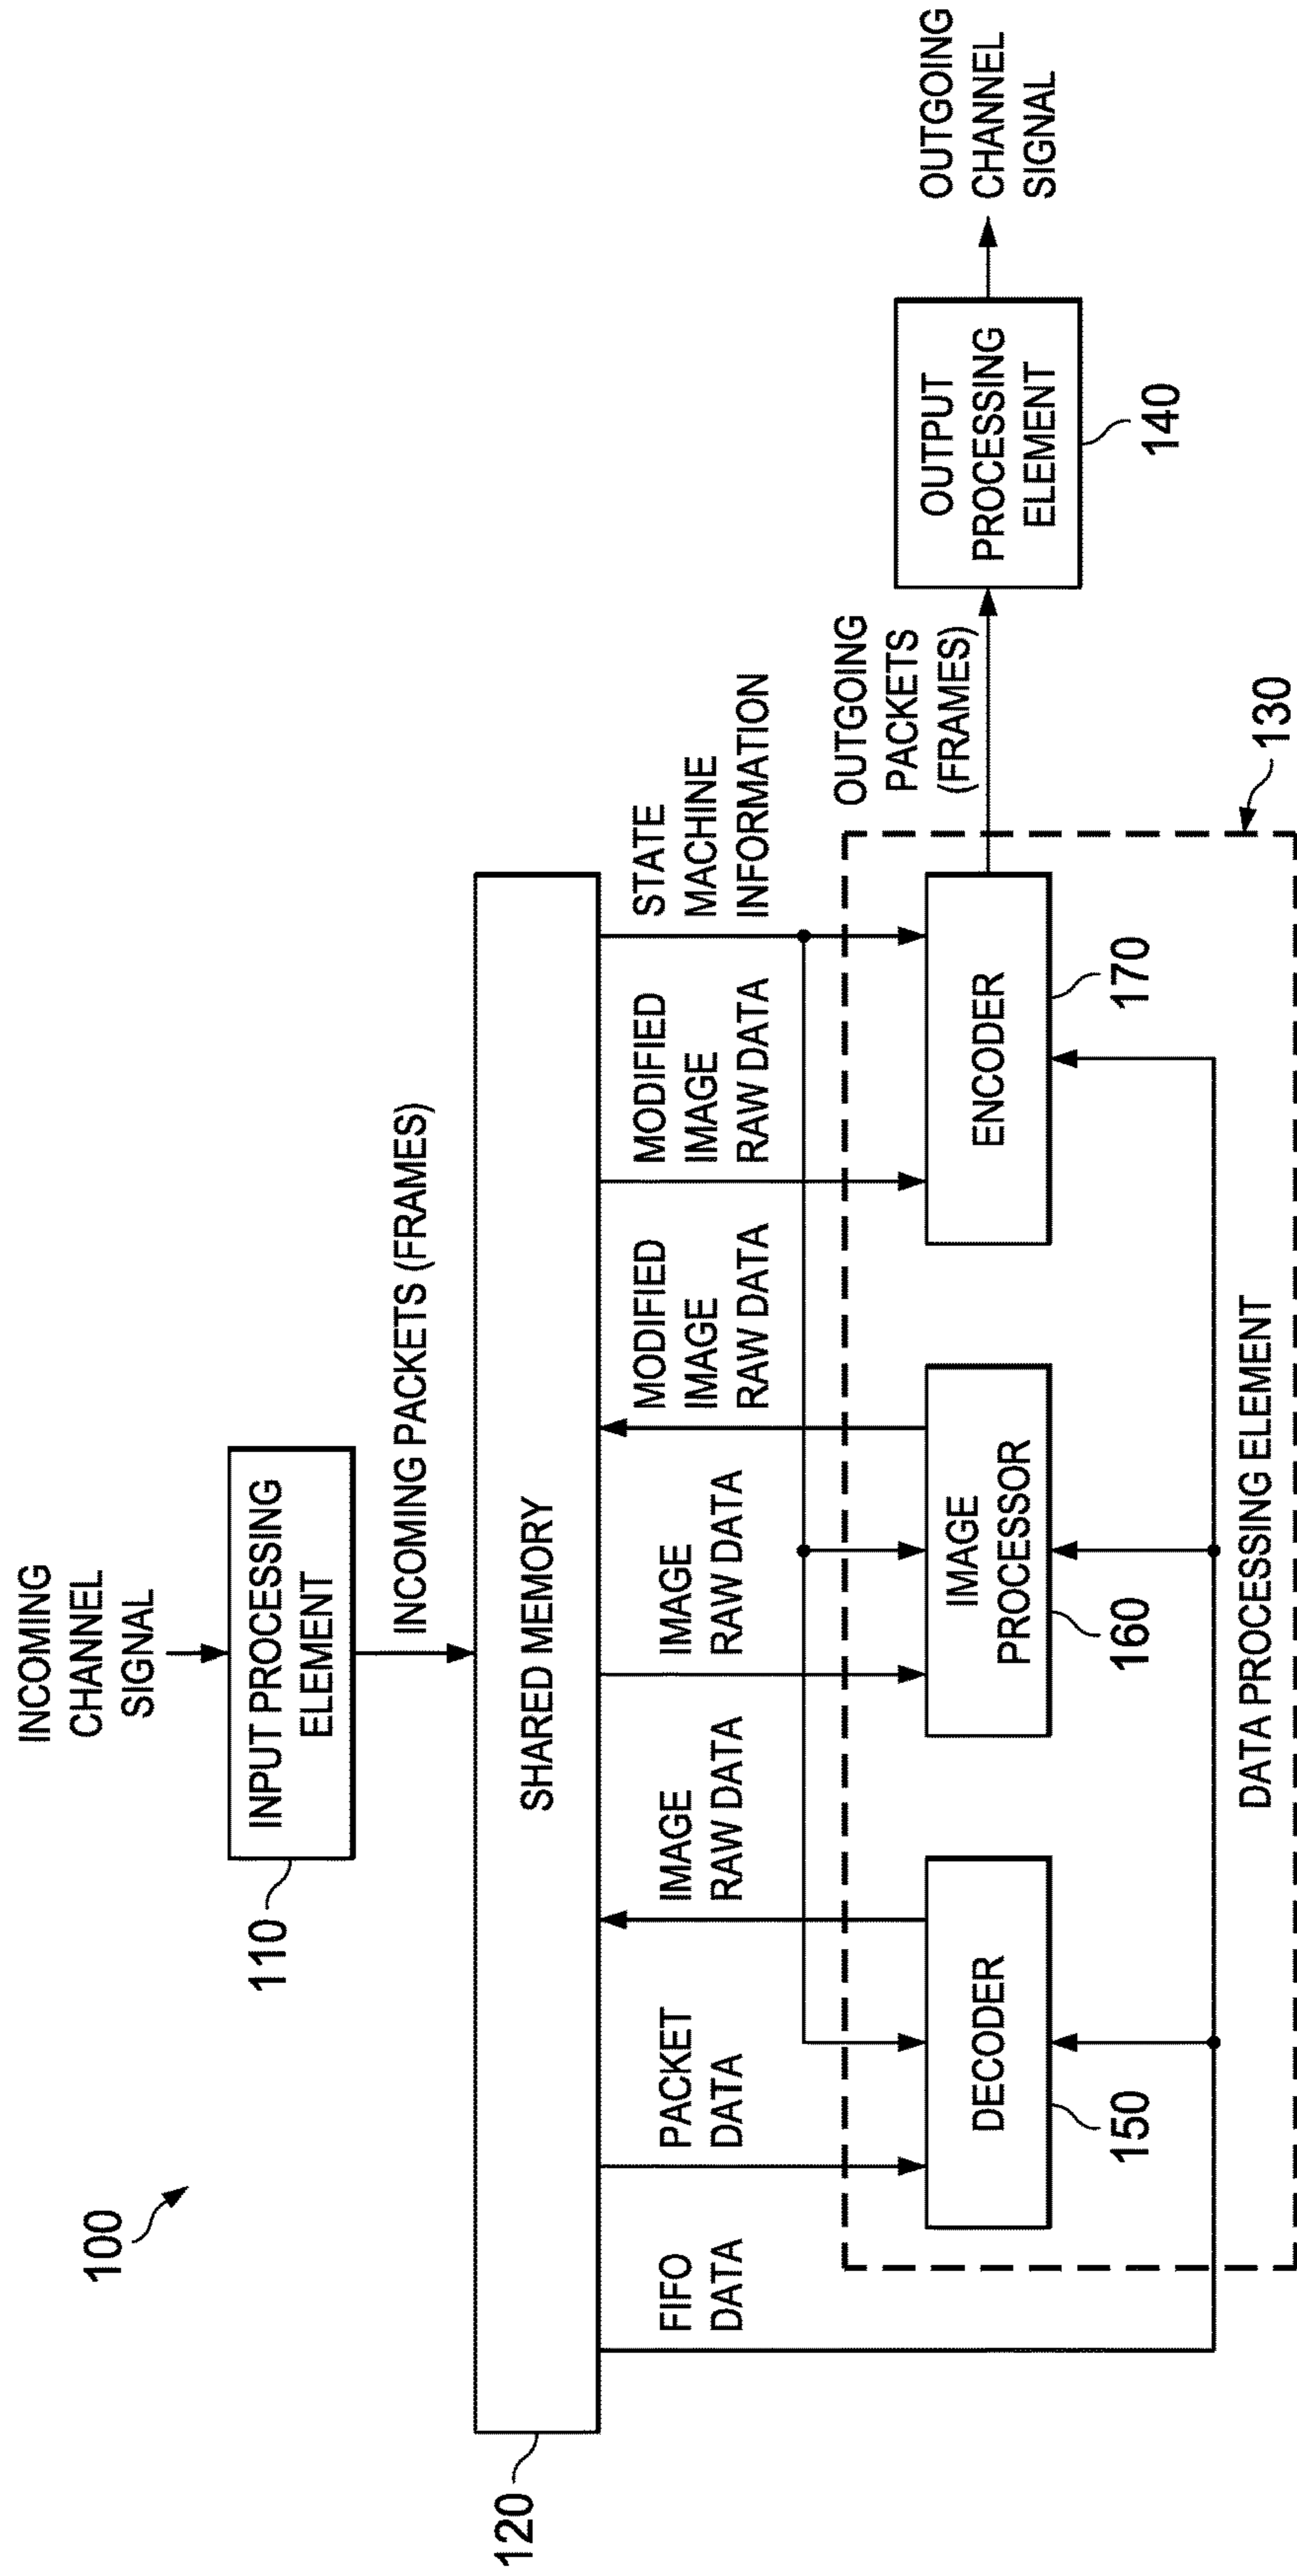 100
INCOMING
CHANNEL
SIGNAL
110
INPUT PROCESSING
ELEMENT
INCOMING PACKETS (FRAMES)
120
SHARED MEMORY
FIFO
DATA
PACKET
DATA
IMAGE
RAW DATA
IMAGE
RAW DATA
MODIFIED
IMAGE
RAW DATA
MODIFIED
IMAGE
RAW DATA
STATE
MACHINE
INFORMATION
DECODER
150
IMAGE
PROCESSOR
160
ENCODER
170
DATA PROCESSING ELEMENT
130
OUTGOING
PACKETS
(FRAMES)
OUTPUT
PROCESSING
ELEMENT
140
OUTGOING
CHANNEL
SIGNAL